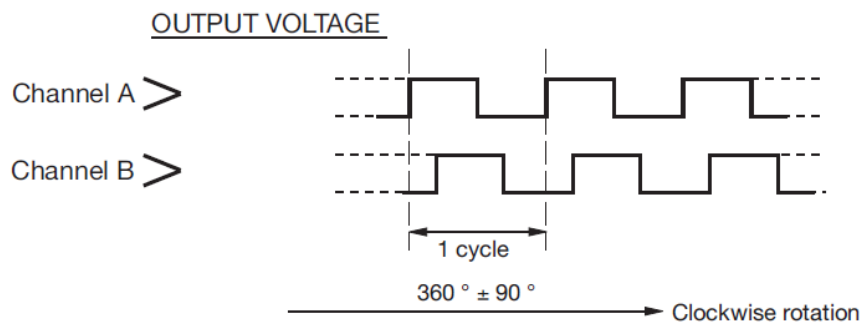 OUTPUT VOLTAGE
Channel A
Channel B
1 cycle
360 ° ± 90 °
Clockwise rotation